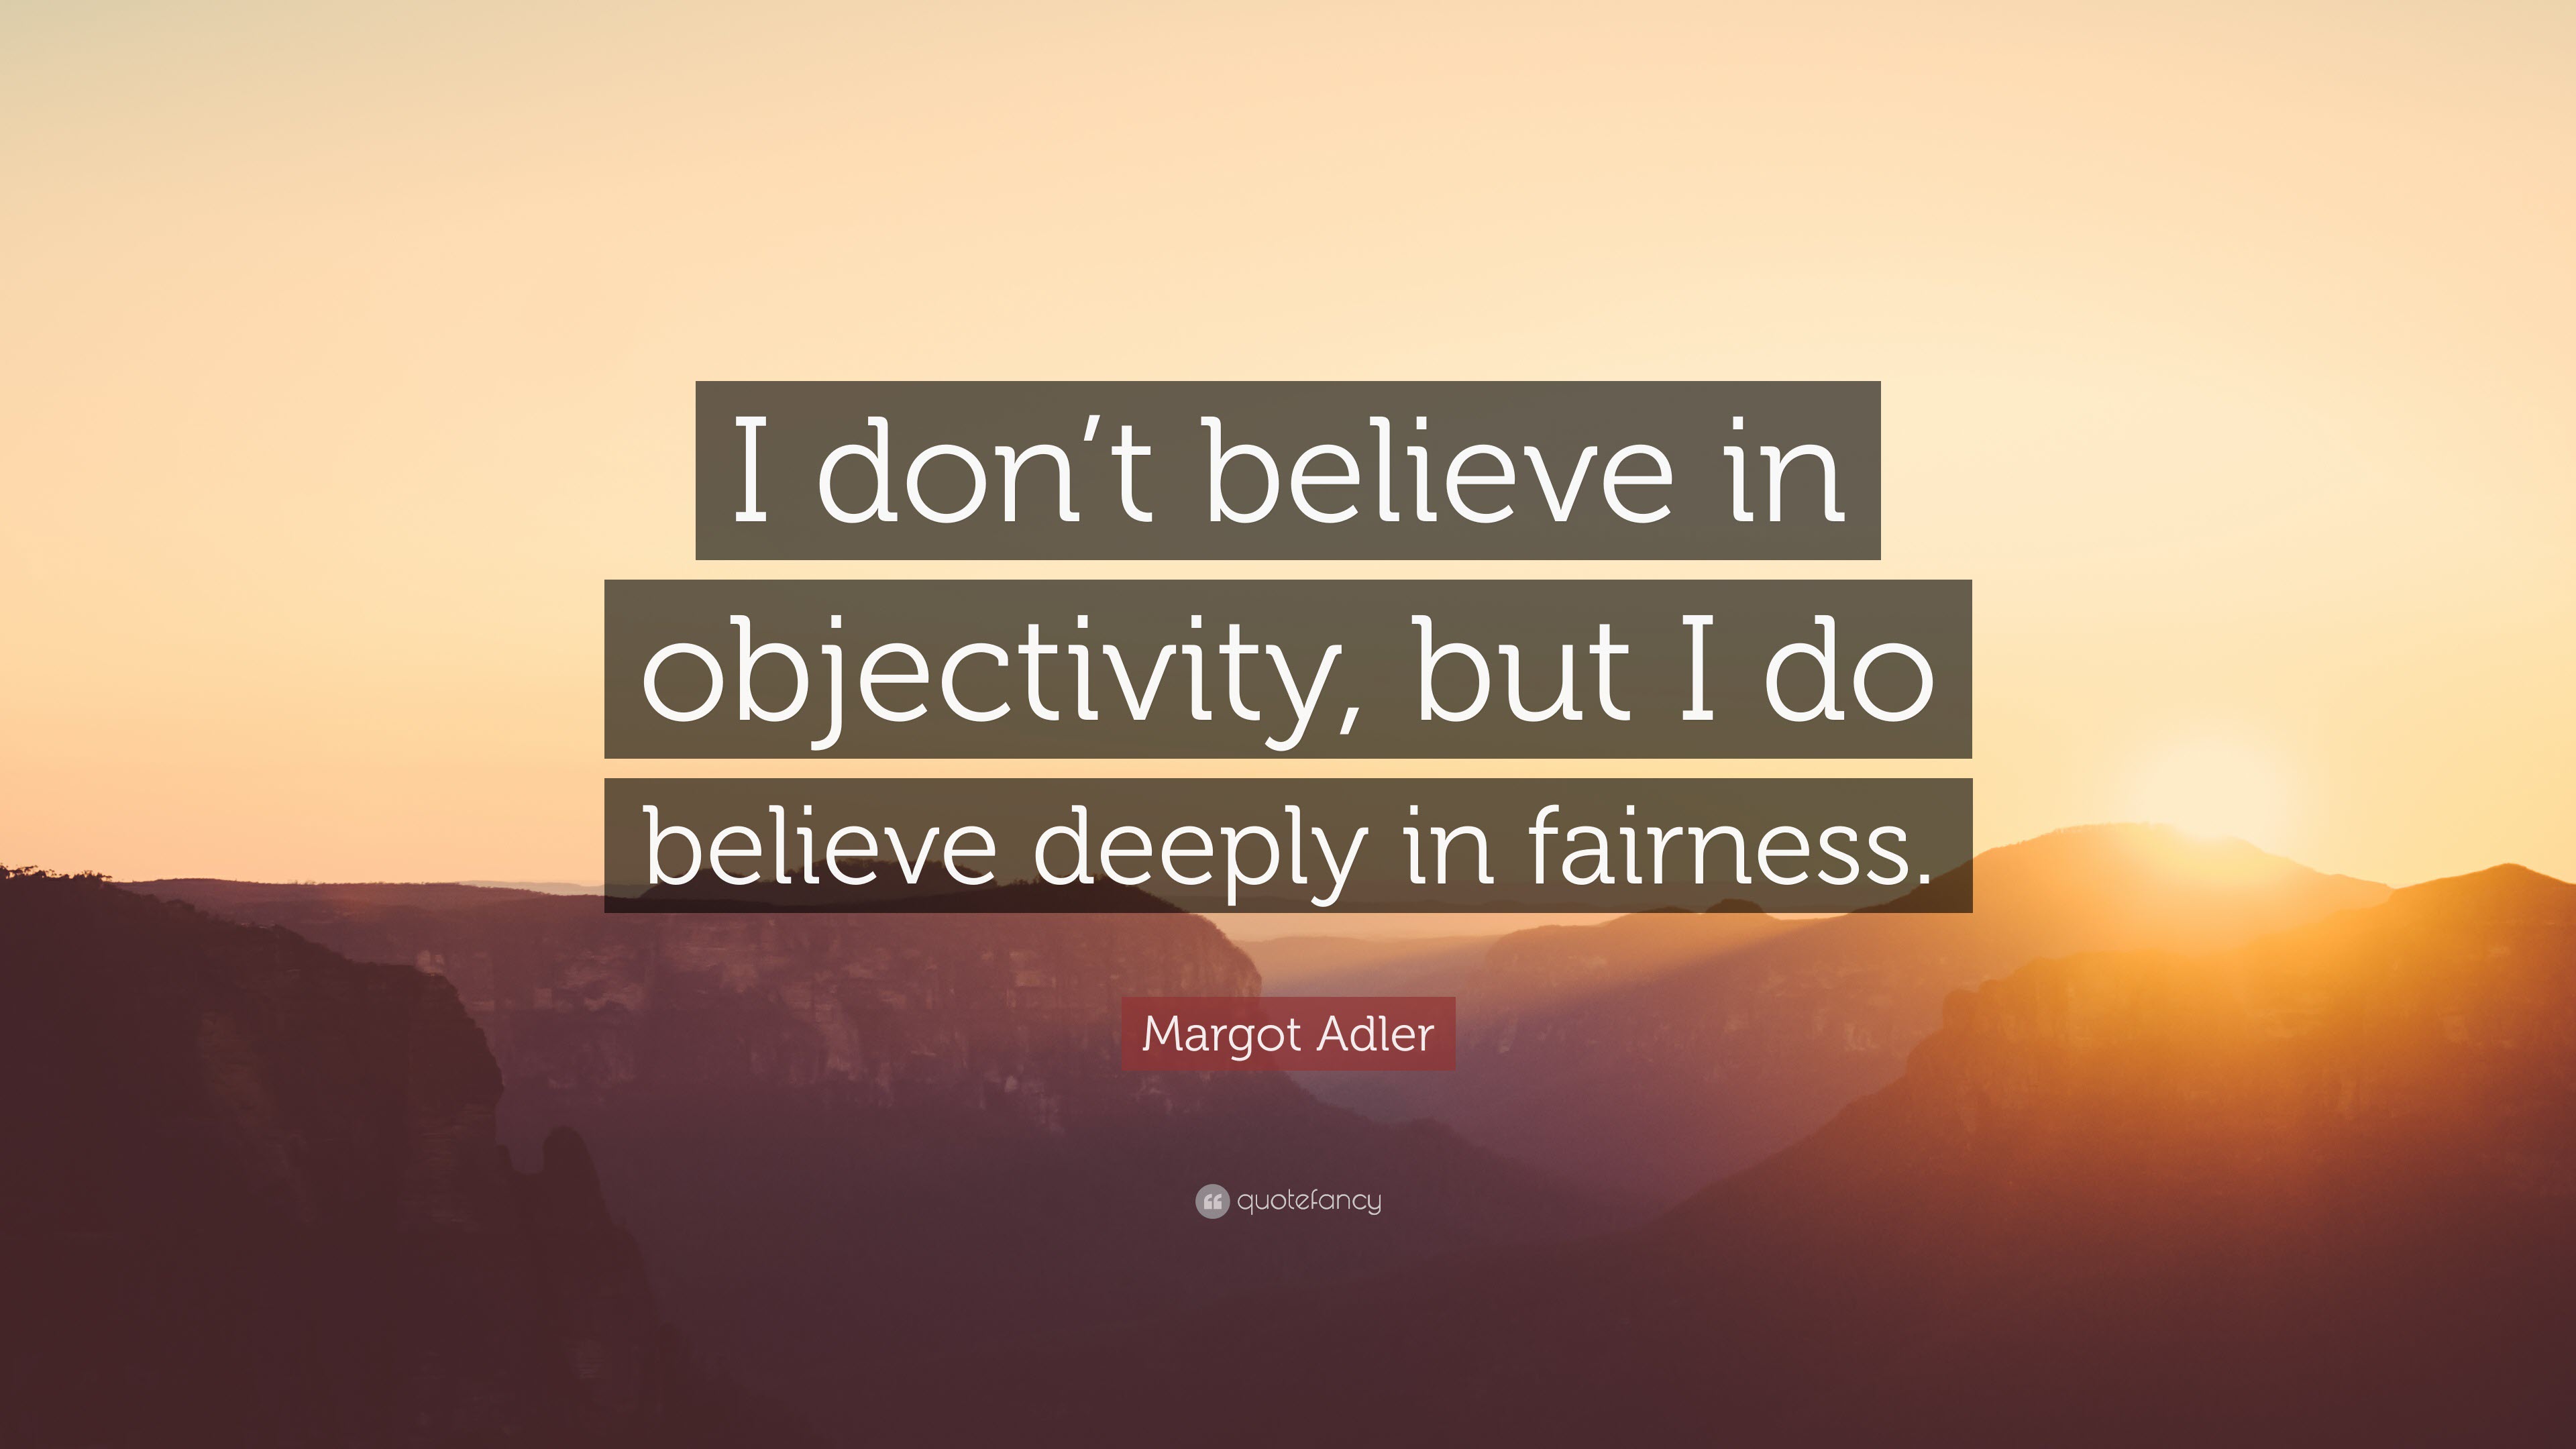 I don’t believe in
objectivity, but I do
believe deeply in fairness.
Margot Adler
quotefancy